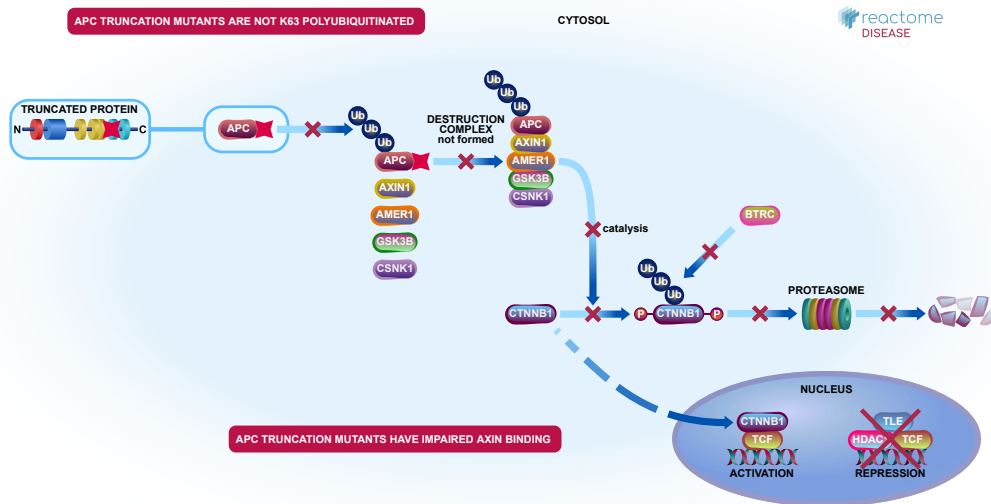 APC TRUNCATION MUTANTS ARE NOT K63 POLYUBIQUITINATED
CYTOSOL
reactome
DISEASE
TRUNCATED PROTEIN
N
C
APC
Ub
Ub
Ub
APC
AXIN1
AMER1
GSK3B
CSNK1
DESTRUCTION
COMPLEX
not formed
Ub
Ub
Ub
APC
AXIN1
AMER1
GSK3B
CSNK1
catalysis
BTRC
CTNNB1
Ub
Ub
Ub
P
CTNNB1
P
PROTEASOME
NUCLEUS
CTNNB1
TCF
ACTIVATION
TLE
HDAC
TCF
REPRESSION
APC TRUNCATION MUTANTS HAVE IMPAIRED AXIN BINDING